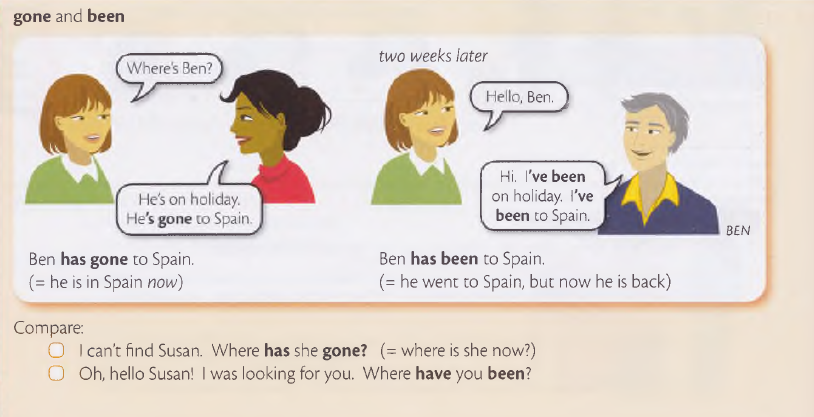 gone and been
Where's Ben?
He's on holiday.
He's gone to Spain.
Ben has gone to Spain.
(= he is in Spain now)
two weeks later
Hello, Ben.
Hi. I've been
on holiday. I've
been to Spain.
BEN
Ben has been to Spain.
(= he went to Spain, but now he is back)
Compare:
I can't find Susan. Where has she gone? (= where is she now?)
Oh, hello Susan! I was looking for you. Where have you been?